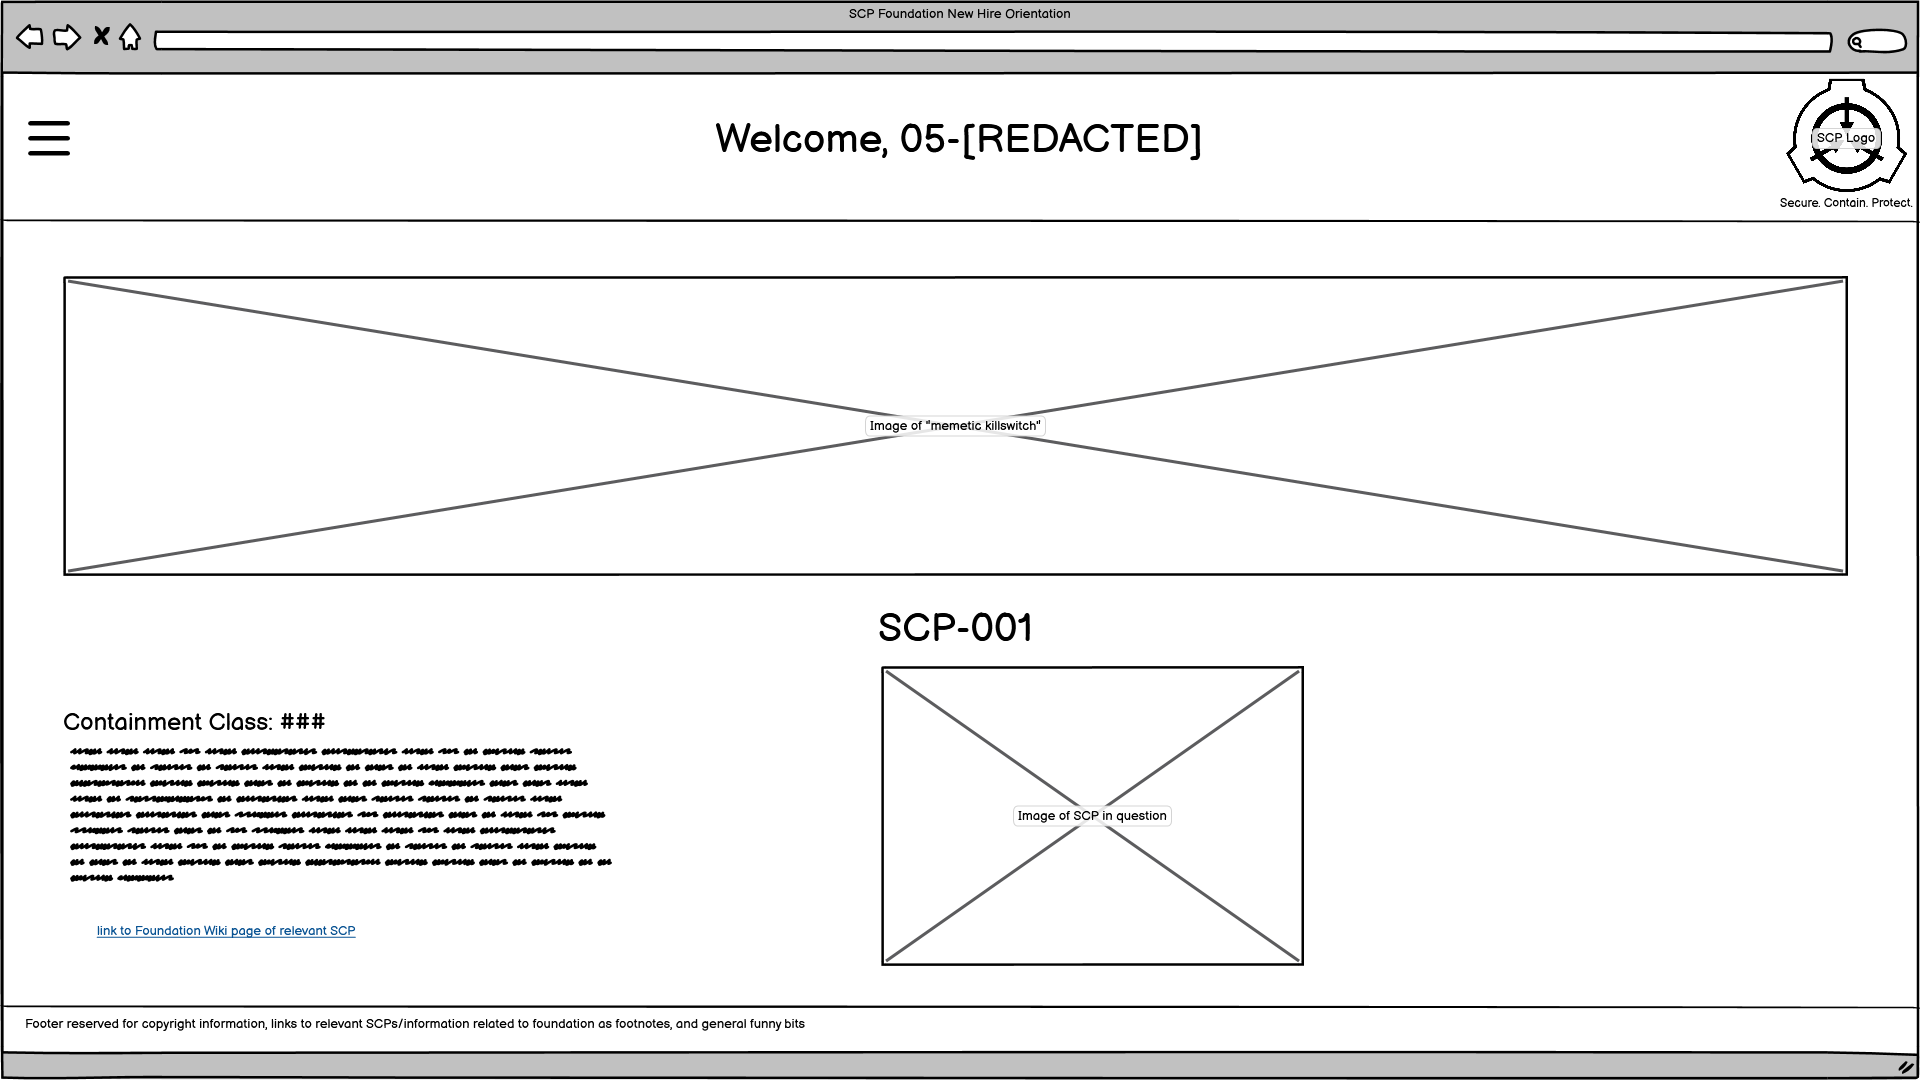 SCP Foundation New Hire Orientation
Welcome, 05-[REDACTED]
SCP Logo
Secure. Contain. Protect.
Image of "memetic killswitch"
SCP-001
Containment Class: ###
Image of SCP in question
link to Foundation Wiki page of relevant SCP
Footer reserved for copyright information, links to relevant SCPs/information related to foundation as footnotes, and general funny bits